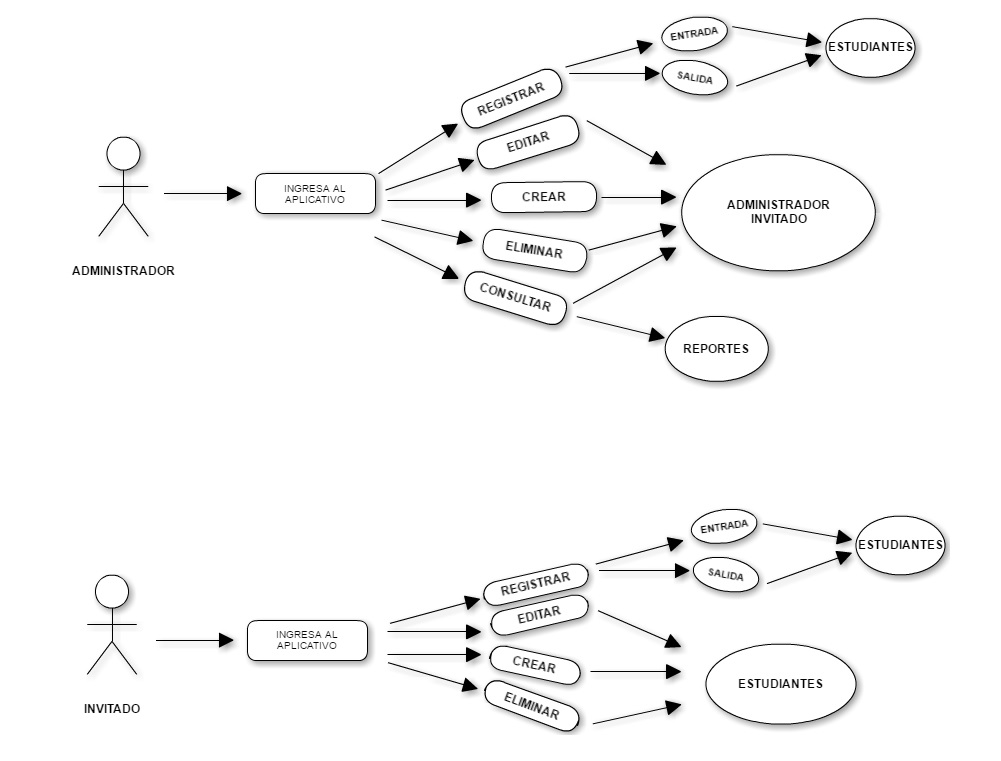 ENTRADA
ESTUDIANTES
SALIDA
REGISTRAR
EDITAR
INGRESA AL
APLICATIVO
CREAR
ADMINISTRADOR
INVITADO
ELIMINAR
ADMINISTRADOR
CONSULTAR
REPORTES
ENTRADA
ESTUDIANTES
SALIDA
REGISTRAR
EDITAR
INGRESA AL
APLICATIVO
CREAR
ESTUDIANTES
ELIMINAR
INVITADO